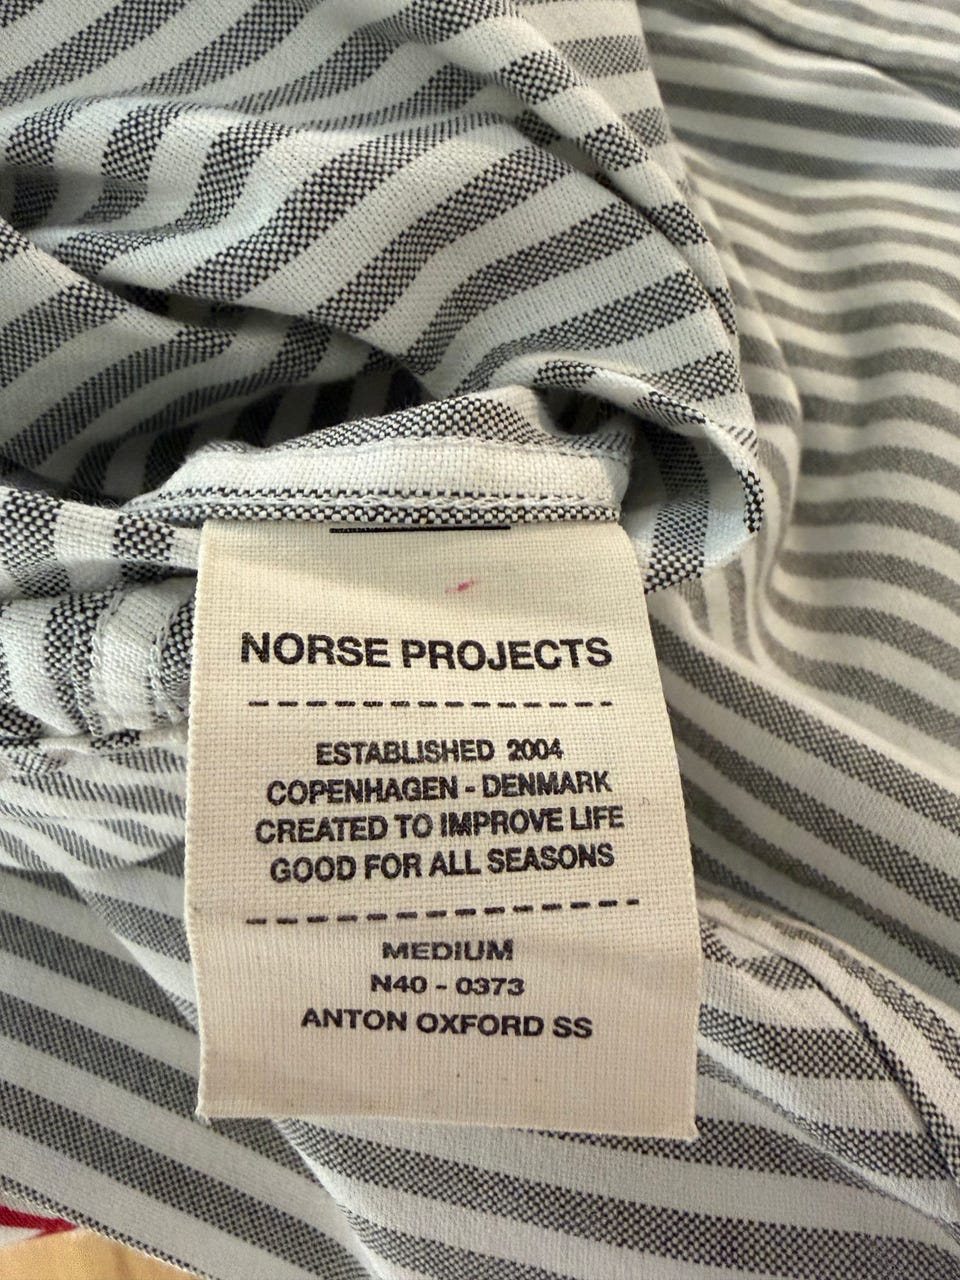 NORSE PROJECTS
ESTABLISHED 2004
COPENHAGEN - DENMARK
CREATED TO IMPROVE LIFE
GOOD FOR ALL SEASONS
MEDIUM
N40 - 0373
ANTON OXFORD SS